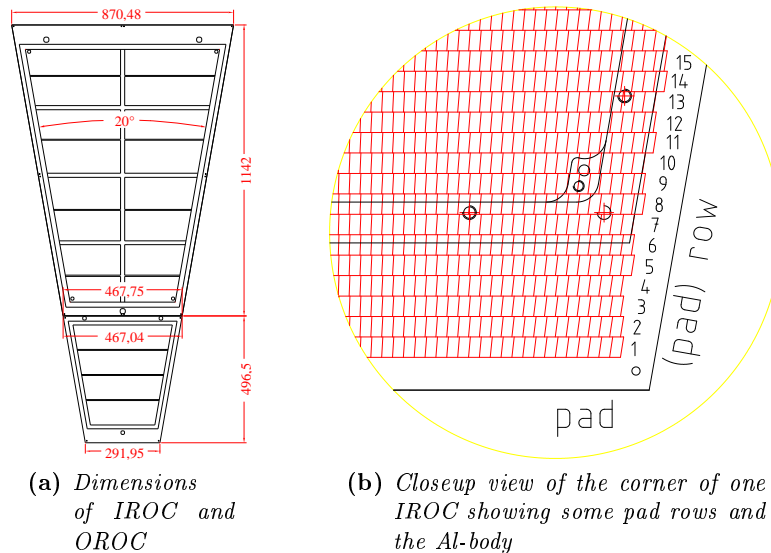 870,48
20°
1142
467,75
467,04
496,5
291,95
(a) Dimensions
of IROC and
OROC
15
14
13
12
11
10
9
8
7
6
5
4
3
2
1
(pad) row
pad
(b) Closeup view of the corner of one
IROC showing some pad rows and
the Al-body